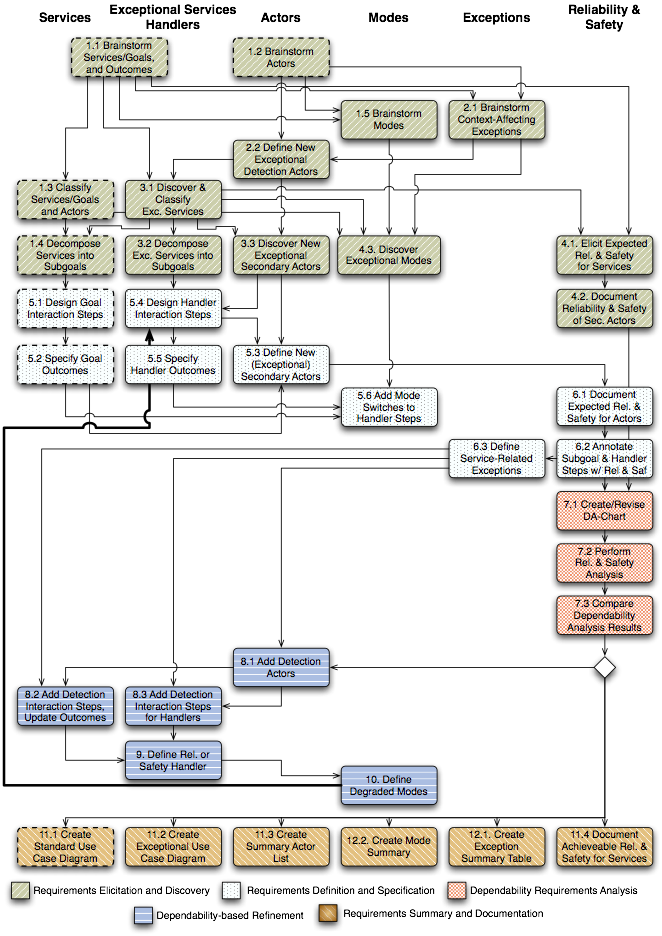 Services
Exceptional Services
Handlers
Actors
Modes
Exceptions
Reliability &
Safety
1.1 Brainstorm
Services/Goals,
and Outcomes
1.2 Brainstorm
Actors
1.5 Brainstorm
Modes
2.1 Brainstorm
Context-Affecting
Exceptions
2.2 Define New
Exceptional
Detection Actors
1.3 Classify
Services/Goals
and Actors
3.1 Discover &
Classify
Exc. Services
1.4 Decompose
Services into
Subgoals
3.2 Decompose
Exc. Services into
Subgoals
3.3 Discover New
Exceptional
Secondary Actors
4.3. Discover
Exceptional Modes
4.1. Elicit Expected
Rel. & Safety
for Services
4.2. Document
Reliability & Safety
of Sec. Actors
5.1 Design Goal
Interaction Steps
5.4 Design Handler
Interaction Steps
5.2 Specify Goal
Outcomes
5.5 Specify
Handler Outcomes
5.3 Define New
(Exceptional)
Secondary Actors
5.6 Add Mode
Switches to
Handler Steps
6.1 Document
Expected Rel. &
Safety for Actors
6.3 Define
Service-Related
Exceptions
6.2 Annotate
Subgoal & Handler
Steps w/ Rel & Saf
7.1 Create/Revise
DA-Chart
7.2 Perform
Rel. & Safety
Analysis
7.3 Compare
Dependability
Analysis Results
8.1 Add Detection
Actors
8.2 Add Detection
Interaction Steps,
Update Outcomes
8.3 Add Detection
Interaction Steps
for Handlers
9. Define Rel. or
Safety Handler
10. Define
Degraded Modes
11.1 Create
Standard Use
Case Diagram
11.2 Create
Exceptional Use
Case Diagram
11.3 Create
Summary Actor
List
12.2. Create Mode
Summary
12.1. Create
Exception
Summary Table
11.4 Document
Achieveable Rel. &
Safety for Services
Requirements Elicitation and Discovery
Requirements Definition and Specification
Dependability Requirements Analysis
Dependability-based Refinement
Requirements Summary and Documentation